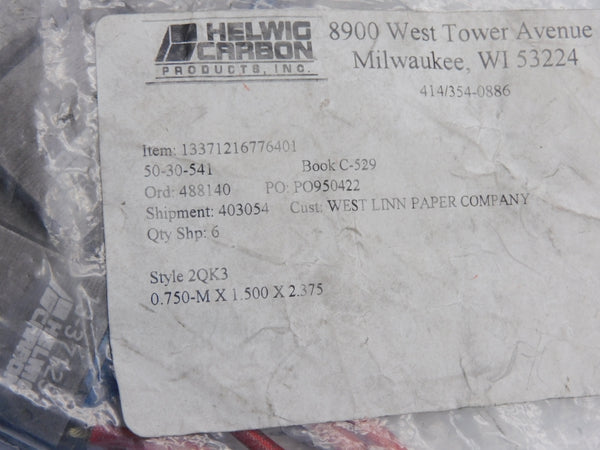 HELWIG
CARBON
PRODUCTS, INC.
8900 West Tower Avenue
Milwaukee, WI 53224
414/354-0886
Item: 13371216776401
50-30-541 Book C-529
Ord: 488140 PO: PO950422
Shipment: 403054 Cust: WEST LINN PAPER COMPANY
Qty Shp: 6
Style 2QK3
0.750-M X 1.500 X 2.375